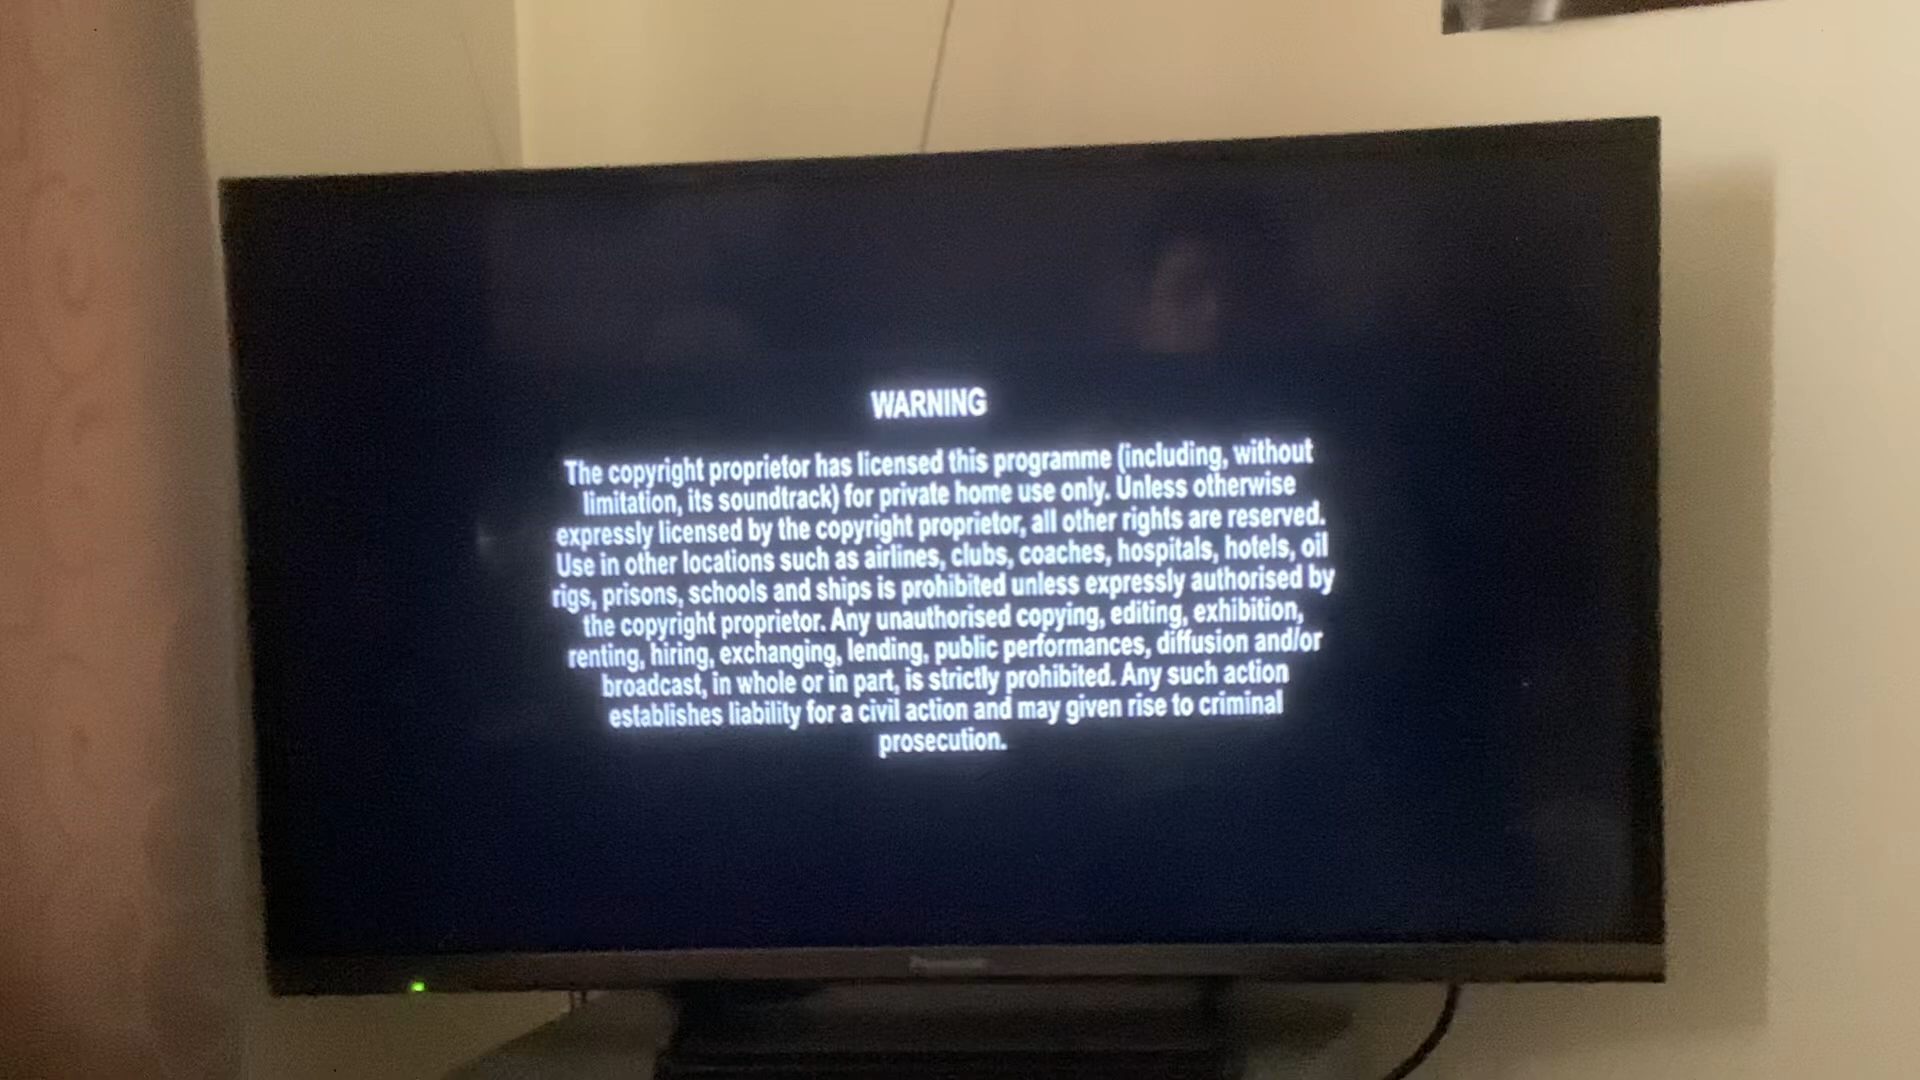 WARNING
The copyright proprietor has licensed this programme (including, without
limitation, its soundtrack) for private home use only. Unless otherwise
expressly licensed by the copyright proprietor, all other rights are reserved.
Use in other locations such as airlines, clubs, coaches, hospitals, hotels, oil
rigs, prisons, schools and ships is prohibited unless expressly authorised by
the copyright proprietor. Any unauthorised copying, editing, exhibition,
renting, hiring, exchanging, lending, public performances, diffusion and/or
broadcast, in whole or in part, is strictly prohibited. Any such action
establishes liability for a civil action and may given rise to criminal
prosecution.